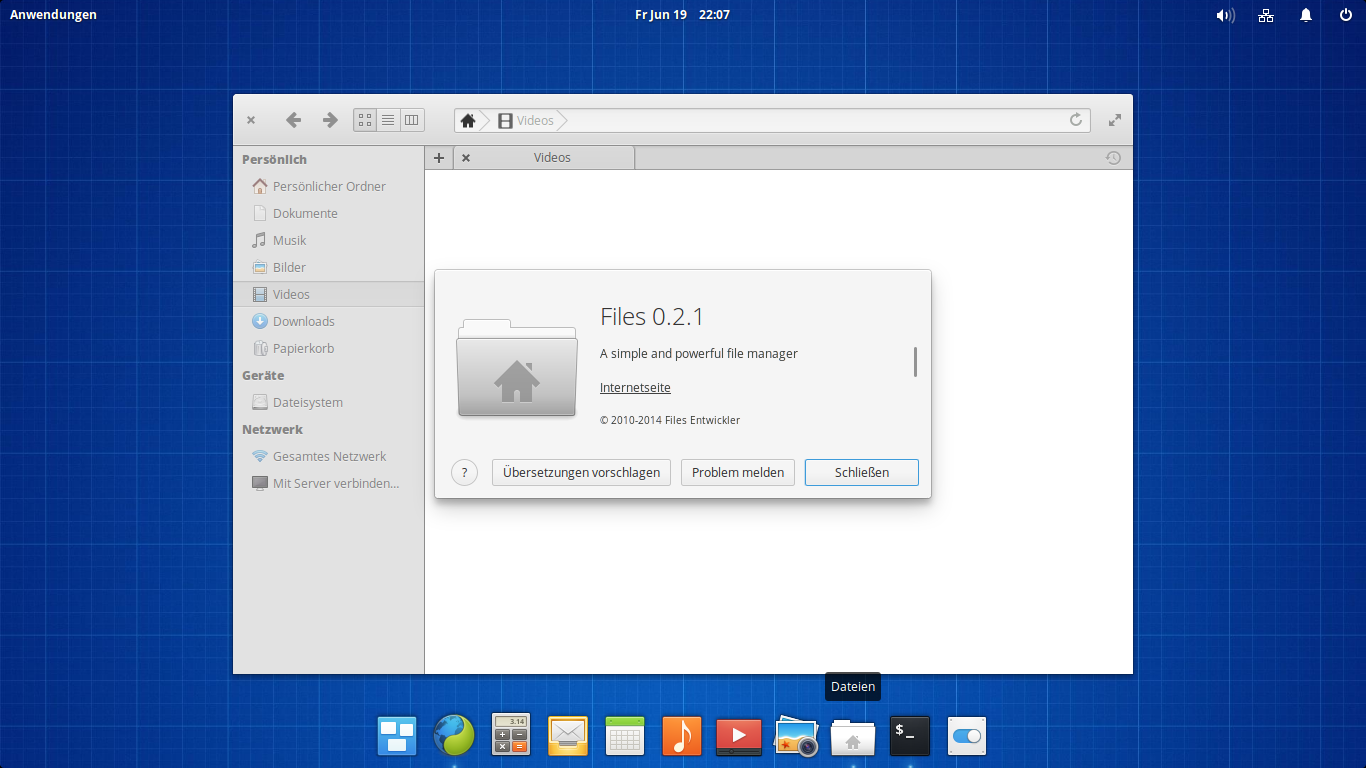 Anwendungen
Fr Jun 19 22:07
Videos
Persönlich
Persönlicher Ordner
Dokumente
Musik
Bilder
Videos
Downloads
Papierkorb
Geräte
Dateisystem
Netzwerk
Gesamtes Netzwerk
Mit Server verbinden...
Videos
Files 0.2.1
A simple and powerful file manager
Internetseite
© 2010-2014 Files Entwickler
?
Übersetzungen vorschlagen
Problem melden
Schließen
Dateien
3.14
$_